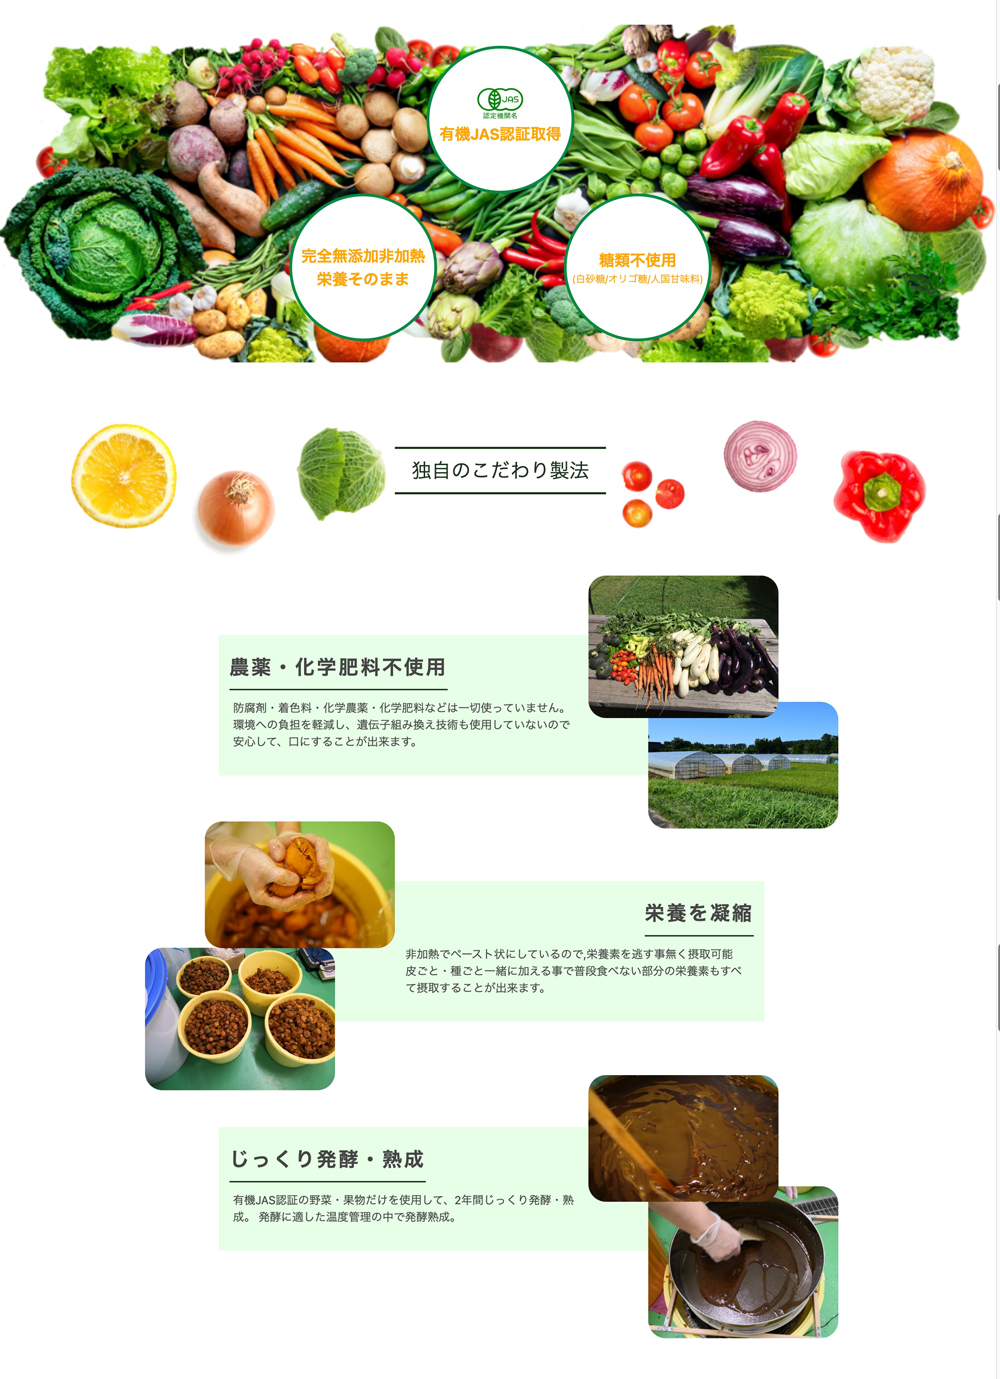 JAS
認定機関名
有機JAS認証取得
完全無添加非加熱
栄養そのまま
糖類不使用
(白砂糖/オリゴ糖/人国甘味料)
独自のこだわり製法
農薬・化学肥料不使用
防腐剤・着色料・化学農薬・化学肥料などは一切使っていません。
環境への負担を軽減し、遺伝子組み換え技術も使用していないので
安心して、口にすることが出来ます。
栄養を凝縮
非加熱でペースト状にしているので,栄養素を逃す事無く摂取可能
皮ごと・種ごと一緒に加える事で普段食べない部分の栄養素もすべ
て摂取することが出来ます。
じっくり発酵・熟成
有機JAS認証の野菜・果物だけを使用して、2年間じっくり発酵・熟
成。 発酵に適した温度管理の中で発酵熟成。